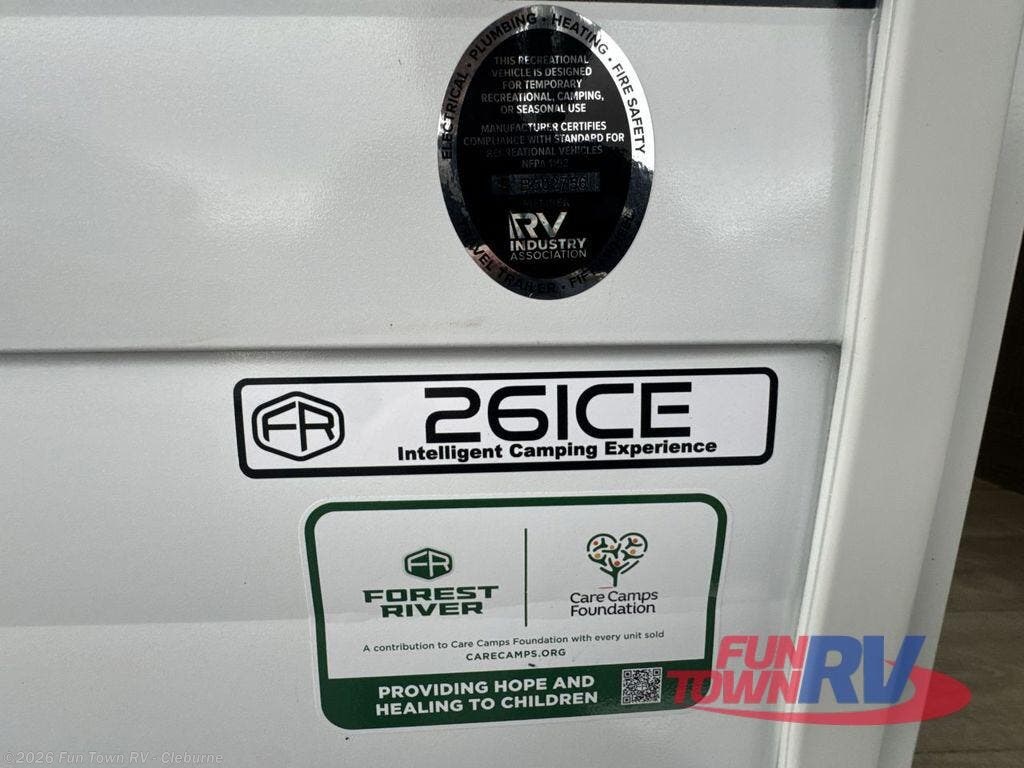 ELECTRICAL • PLUMBING • HEATING • FIRE SAFETY
THIS RECREATIONAL
VEHICLE IS DESIGNED
FOR TEMPORARY
RECREATIONAL, CAMPING,
OR SEASONAL USE
MANUFACTURER CERTIFIES
COMPLIANCE WITH STANDARD FOR
RECREATIONAL VEHICLES
NFPA
RV
INDUSTRY
ASSOCIATION
TRAILER •
FR
26ICE
Intelligent Camping Experience
FR
FOREST
RIVER
Care Camps
Foundation
A contribution to Care Camps Foundation with every unit sold
CARECAMPS.ORG
PROVIDING HOPE AND
HEALING TO CHILDREN
FUN
TOWN RV
©2026 Fun Town RV - Cleburne